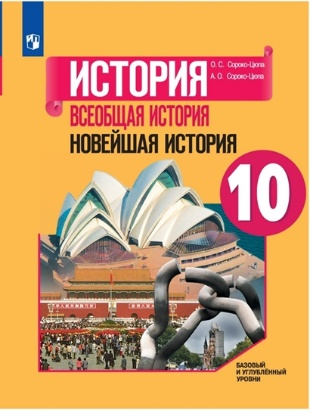 О. С. Сороко-Цюпа
А. О. Сороко-Цюпа
ИСТОРИЯ
ВСЕОБЩАЯ ИСТОРИЯ
НОВЕЙШАЯ ИСТОРИЯ
10
БАЗОВЫЙ
И УГЛУБЛЁННЫЙ
УРОВНИ